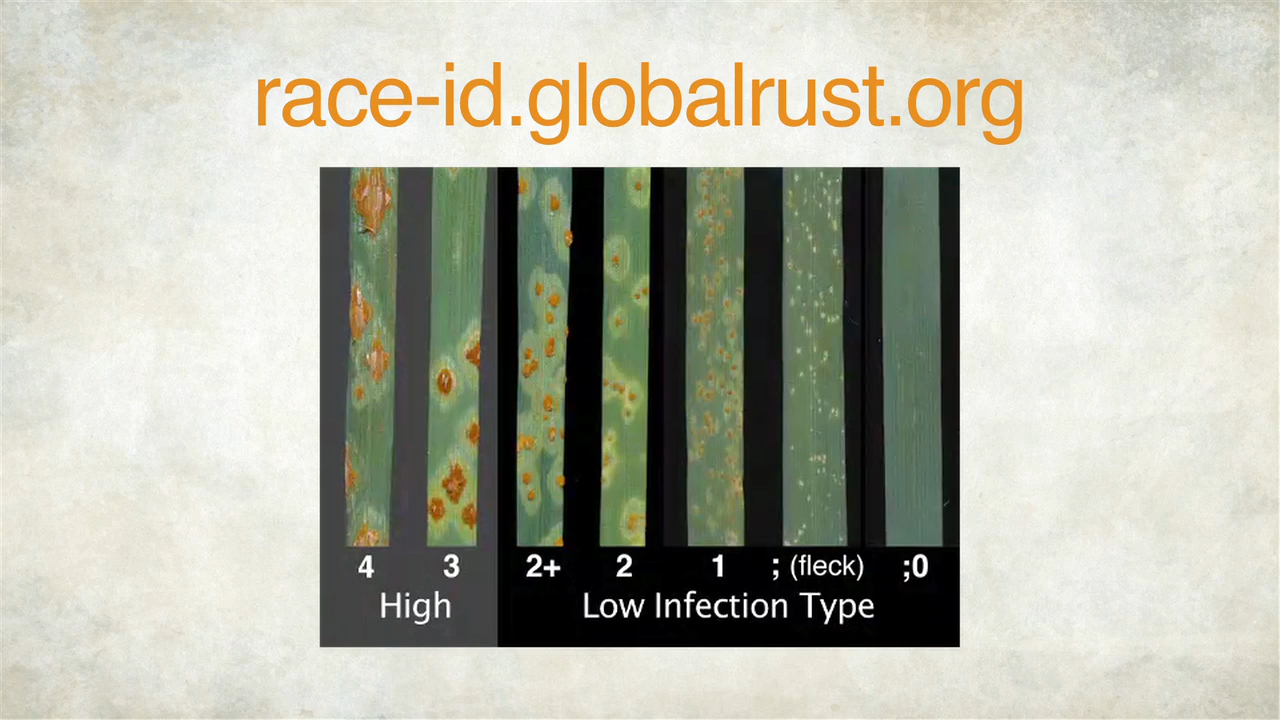 race-id.globalrust.org
4 3 2+ 2 1 ; (fleck) ;0
High Low Infection Type